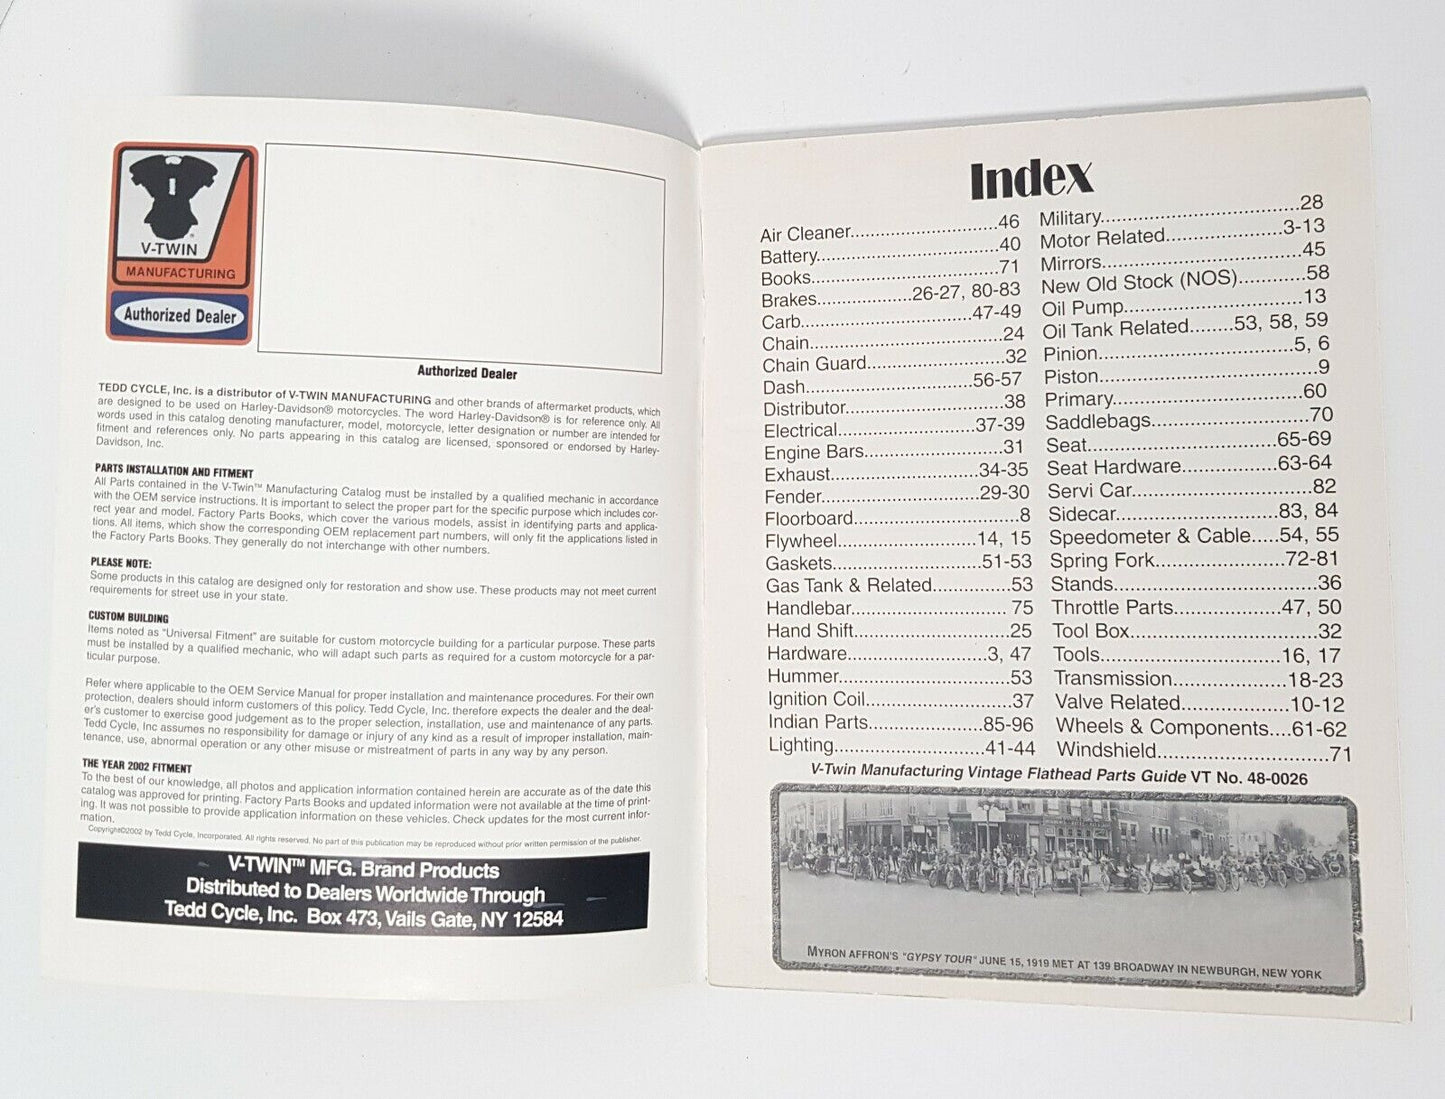 V-TWIN
MANUFACTURING
Authorized Dealer
Authorized Dealer
TEDD CYCLE, Inc. is a distributor of V-TWIN MANUFACTURING and other brands of aftermarket products, which
are designed to be used on Harley-Davidson® motorcycles. The word Harley-Davidson® is for reference only. All
words used in this catalog denoting manufacturer, model, motorcycle, letter designation or number are intended for
fitment and references only. No parts appearing in this catalog are licensed, sponsored or endorsed by Harley-
Davidson, Inc.
PARTS INSTALLATION AND FITMENT
All Parts contained in the V-Twin™ Manufacturing Catalog must be installed by a qualified mechanic in accordance
with the OEM service instructions. It is important to select the proper part for the specific purpose which includes cor-
rect year and model. Factory Parts Books, which cover the various models, assist in identifying parts and applica-
tions. All items, which show the corresponding OEM replacement part numbers, will only fit the applications listed in
the Factory Parts Books. They generally do not interchange with other numbers.
PLEASE NOTE:
Some products in this catalog are designed only for restoration and show use. These products may not meet current
requirements for street use in your state.
CUSTOM BUILDING
Items noted as "Universal Fitment" are suitable for custom motorcycle building for a particular purpose. These parts
must be installed by a qualified mechanic, who will adapt such parts as required for a custom motorcycle for a par-
ticular purpose.
Refer where applicable to the OEM Service Manual for proper installation and maintenance procedures. For their own
protection, dealers should inform customers of this policy. Tedd Cycle, Inc. therefore expects the dealer and the deal-
er's customer to exercise good judgement as to the proper selection, installation, use and maintenance of any parts.
Tedd Cycle, Inc assumes no responsibility for damage or injury of any kind as a result of improper installation, main-
tenance, use, abnormal operation or any other misuse or mistreatment of parts in any way by any person.
THE YEAR 2002 FITMENT
To the best of our knowledge, all photos and application information contained herein are accurate as of the date this
catalog was approved for printing. Factory Parts Books and updated information were not available at the time of print-
ing. It was not possible to provide application information on these vehicles. Check updates for the most current infor-
mation.
Copyright©2002 by Tedd Cycle, Incorporated. All rights reserved. No part of this publication may be reproduced without prior written permission of the publisher.
V-TWIN™ MFG. Brand Products
Distributed to Dealers Worldwide Through
Tedd Cycle, Inc. Box 473, Vails Gate, NY 12584
Index
Air Cleaner............................46
Battery...................................40
Books....................................71
Brakes..................26-27, 80-83
Carb.................................47-49
Chain.....................................24
Chain Guard..........................32
Dash................................56-57
Distributor..............................38
Electrical..........................37-39
Engine Bars..........................31
Exhaust............................34-35
Fender..............................29-30
Floorboard................................8
Flywheel...........................14, 15
Gaskets............................51-53
Gas Tank & Related...............53
Handlebar.............................. 75
Hand Shift..............................25
Hardware...........................3, 47
Hummer.................................53
Ignition Coil............................37
Indian Parts......................85-96
Lighting.............................41-44
Military......................................28
Motor Related......................3-13
Mirrors......................................45
New Old Stock (NOS).............58
Oil Pump..................................13
Oil Tank Related........53, 58, 59
Pinion.....................................5, 6
Piston.........................................9
Primary.....................................60
Saddlebags..............................70
Seat....................................65-69
Seat Hardware..................63-64
Servi Car..................................82
Sidecar...............................83, 84
Speedometer & Cable.....54, 55
Spring Fork.........................72-81
Stands.......................................36
Throttle Parts.....................47, 50
Tool Box....................................32
Tools..................................16, 17
Transmission......................18-23
Valve Related.....................10-12
Wheels & Components....61-62
Windshield................................71
V-Twin Manufacturing Vintage Flathead Parts Guide VT No. 48-0026
MYRON AFFRON'S "GYPSY TOUR" JUNE 15, 1919 MET AT 139 BROADWAY IN NEWBURGH, NEW YORK